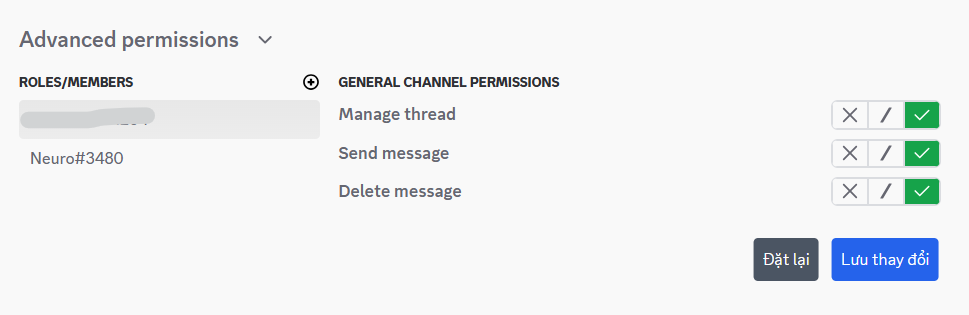 Advanced permissions
ROLES/MEMBERS
Neuro#3480
GENERAL CHANNEL PERMISSIONS
Manage thread
Send message
Delete message
Đặt lại
Lưu thay đổi